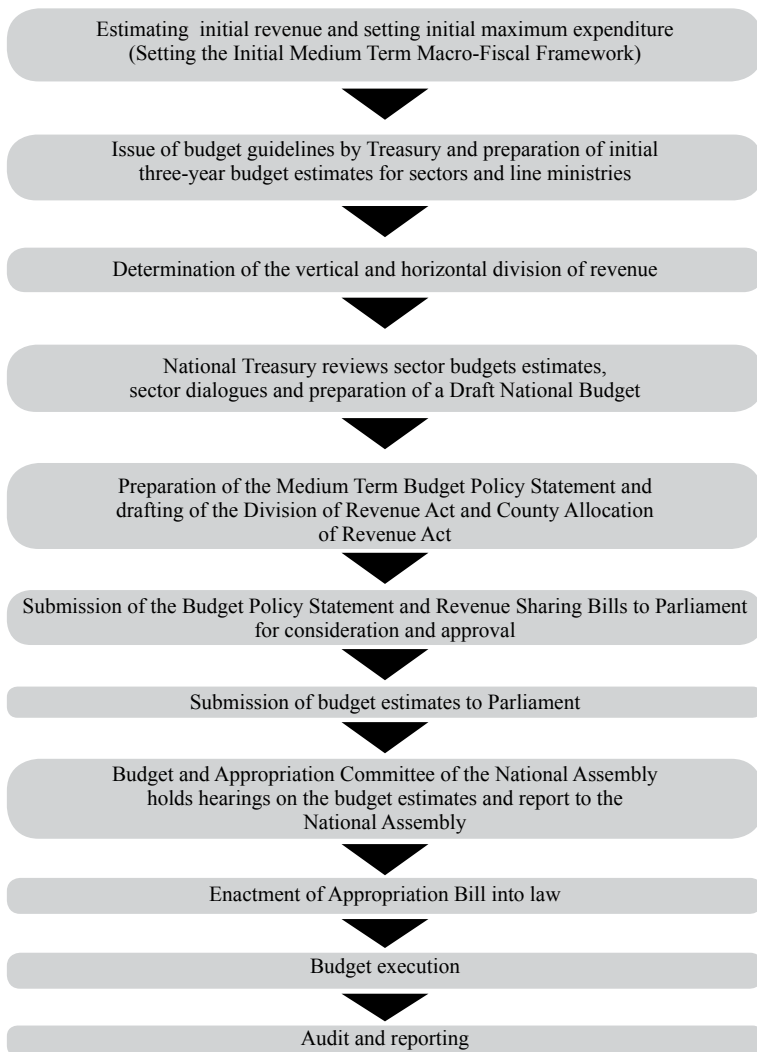 Estimating initial revenue and setting initial maximum expenditure
(Setting the Initial Medium Term Macro-Fiscal Framework)
Issue of budget guidelines by Treasury and preparation of initial
three-year budget estimates for sectors and line ministries
Determination of the vertical and horizontal division of revenue
National Treasury reviews sector budgets estimates,
sector dialogues and preparation of a Draft National Budget
Preparation of the Medium Term Budget Policy Statement and
drafting of the Division of Revenue Act and County Allocation
of Revenue Act
Submission of the Budget Policy Statement and Revenue Sharing Bills to Parliament
for consideration and approval
Submission of budget estimates to Parliament
Budget and Appropriation Committee of the National Assembly
holds hearings on the budget estimates and report to the
National Assembly
Enactment of Appropriation Bill into law
Budget execution
Audit and reporting